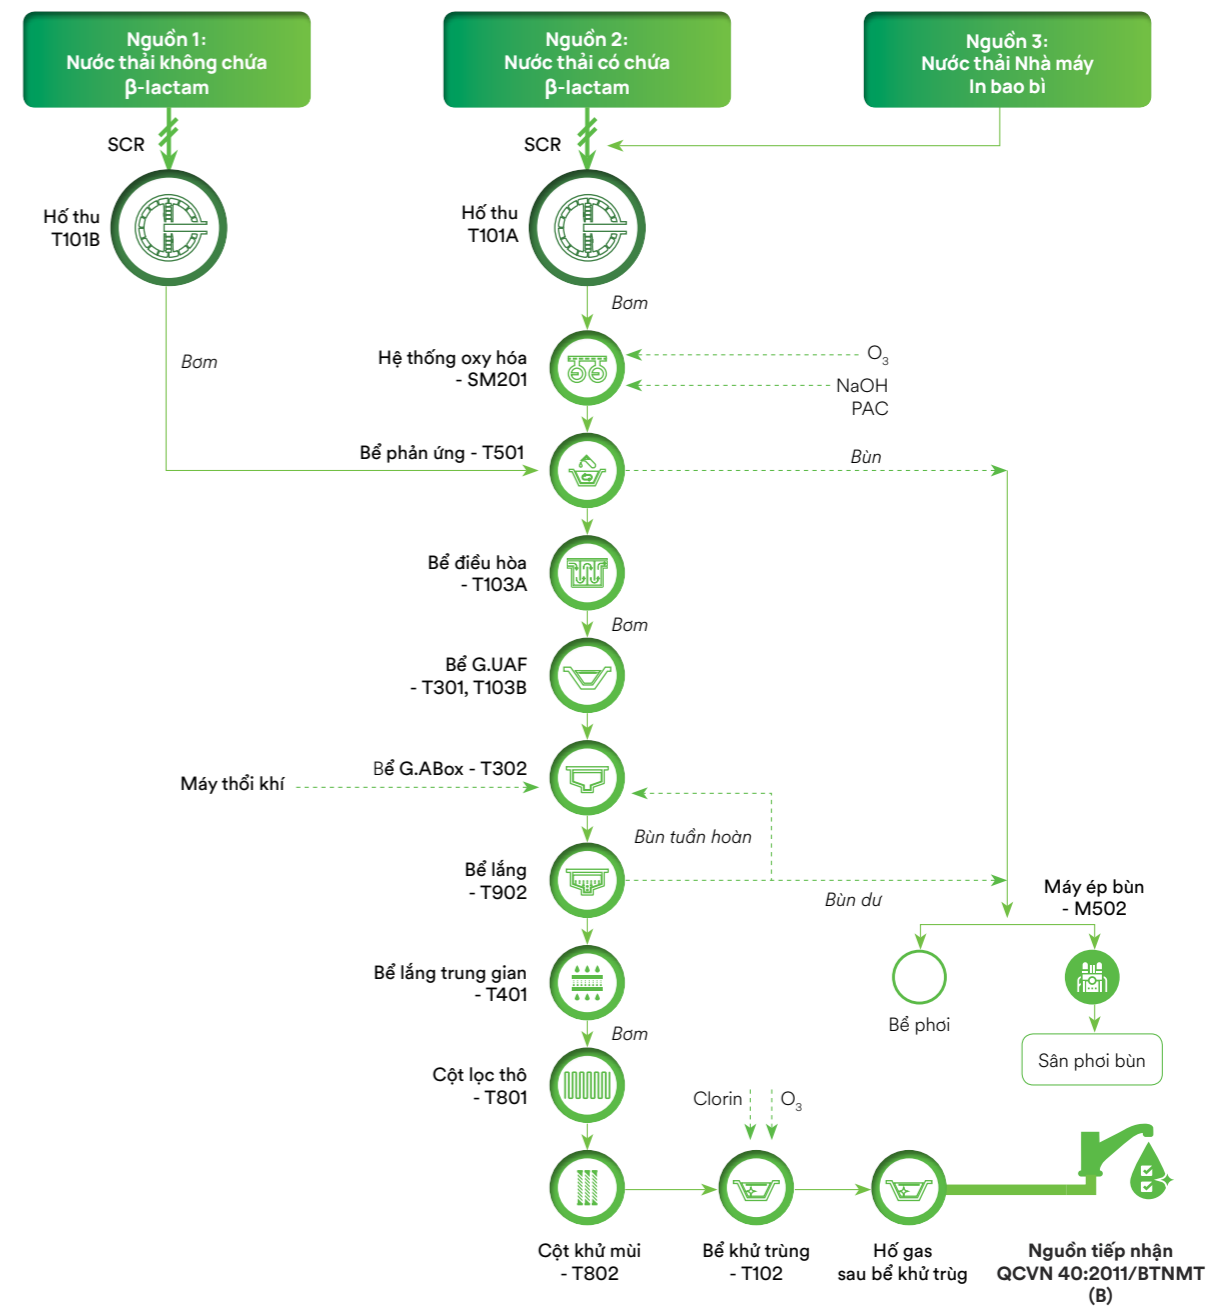 Nguồn 1:
Nước thải không chứa
β-lactam
Nguồn 2:
Nước thải có chứa
β-lactam
Nguồn 3:
Nước thải Nhà máy
In bao bì
SCR
SCR
Hố thu
T101B
Hố thu
T101A
Bơm
Bơm
Hệ thống oxy hóa
- SM201
O₃
NaOH
PAC
Bể phản ứng - T501
Bùn
Bể điều hòa
- T103A
Bơm
Bể G.UAF
- T301, T103B
Bể G.ABox - T302
Máy thổi khí
Bùn tuần hoàn
Bể lắng
- T902
Bùn dư
Máy ép bùn
- M502
Bể lắng trung gian
- T401
Bể phơi
Bơm
Sân phơi bùn
Cột lọc thô
- T801
Clorin
O₃
Cột khử mùi
- T802
Bể khử trùng
- T102
Hố gas
sau bể khử trùg
Nguồn tiếp nhận
QCVN 40:2011/BTNMT
(B)